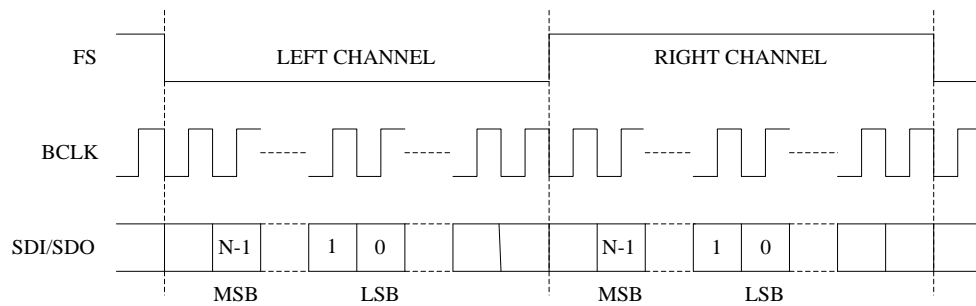 FS LEFT CHANNEL RIGHT CHANNEL
BCLK
SDI/SDO N-1 1 0 N-1 1 0
MSB LSB MSB LSB